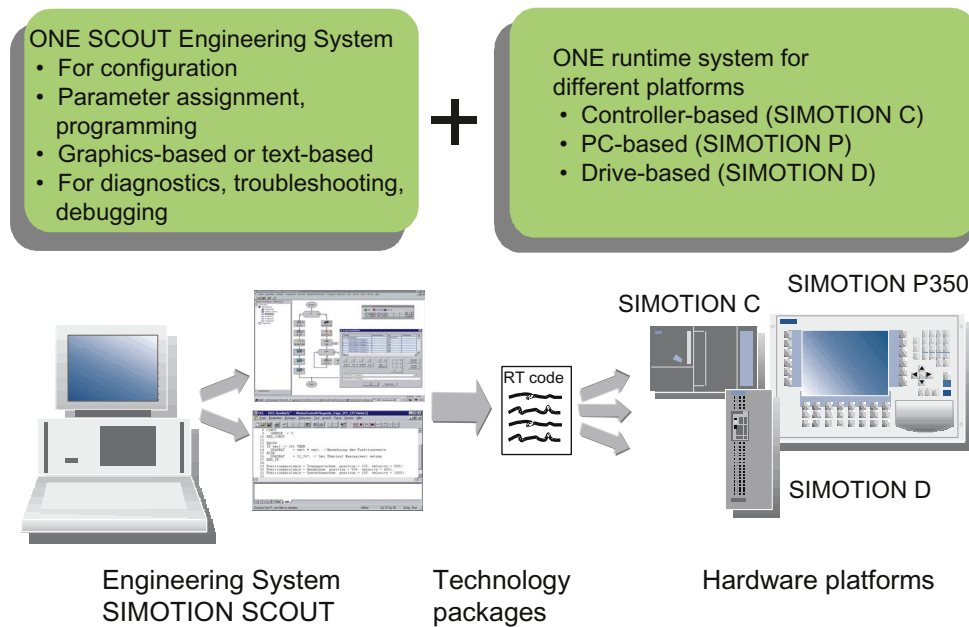 ONE SCOUT Engineering System
• For configuration
• Parameter assignment,
programming
• Graphics-based or text-based
• For diagnostics, troubleshooting,
debugging
+
ONE runtime system for
different platforms
• Controller-based (SIMOTION C)
• PC-based (SIMOTION P)
• Drive-based (SIMOTION D)
SIMOTION P350
SIMOTION C
RT code
SIMOTION D
Engineering System
SIMOTION SCOUT
Technology
packages
Hardware platforms